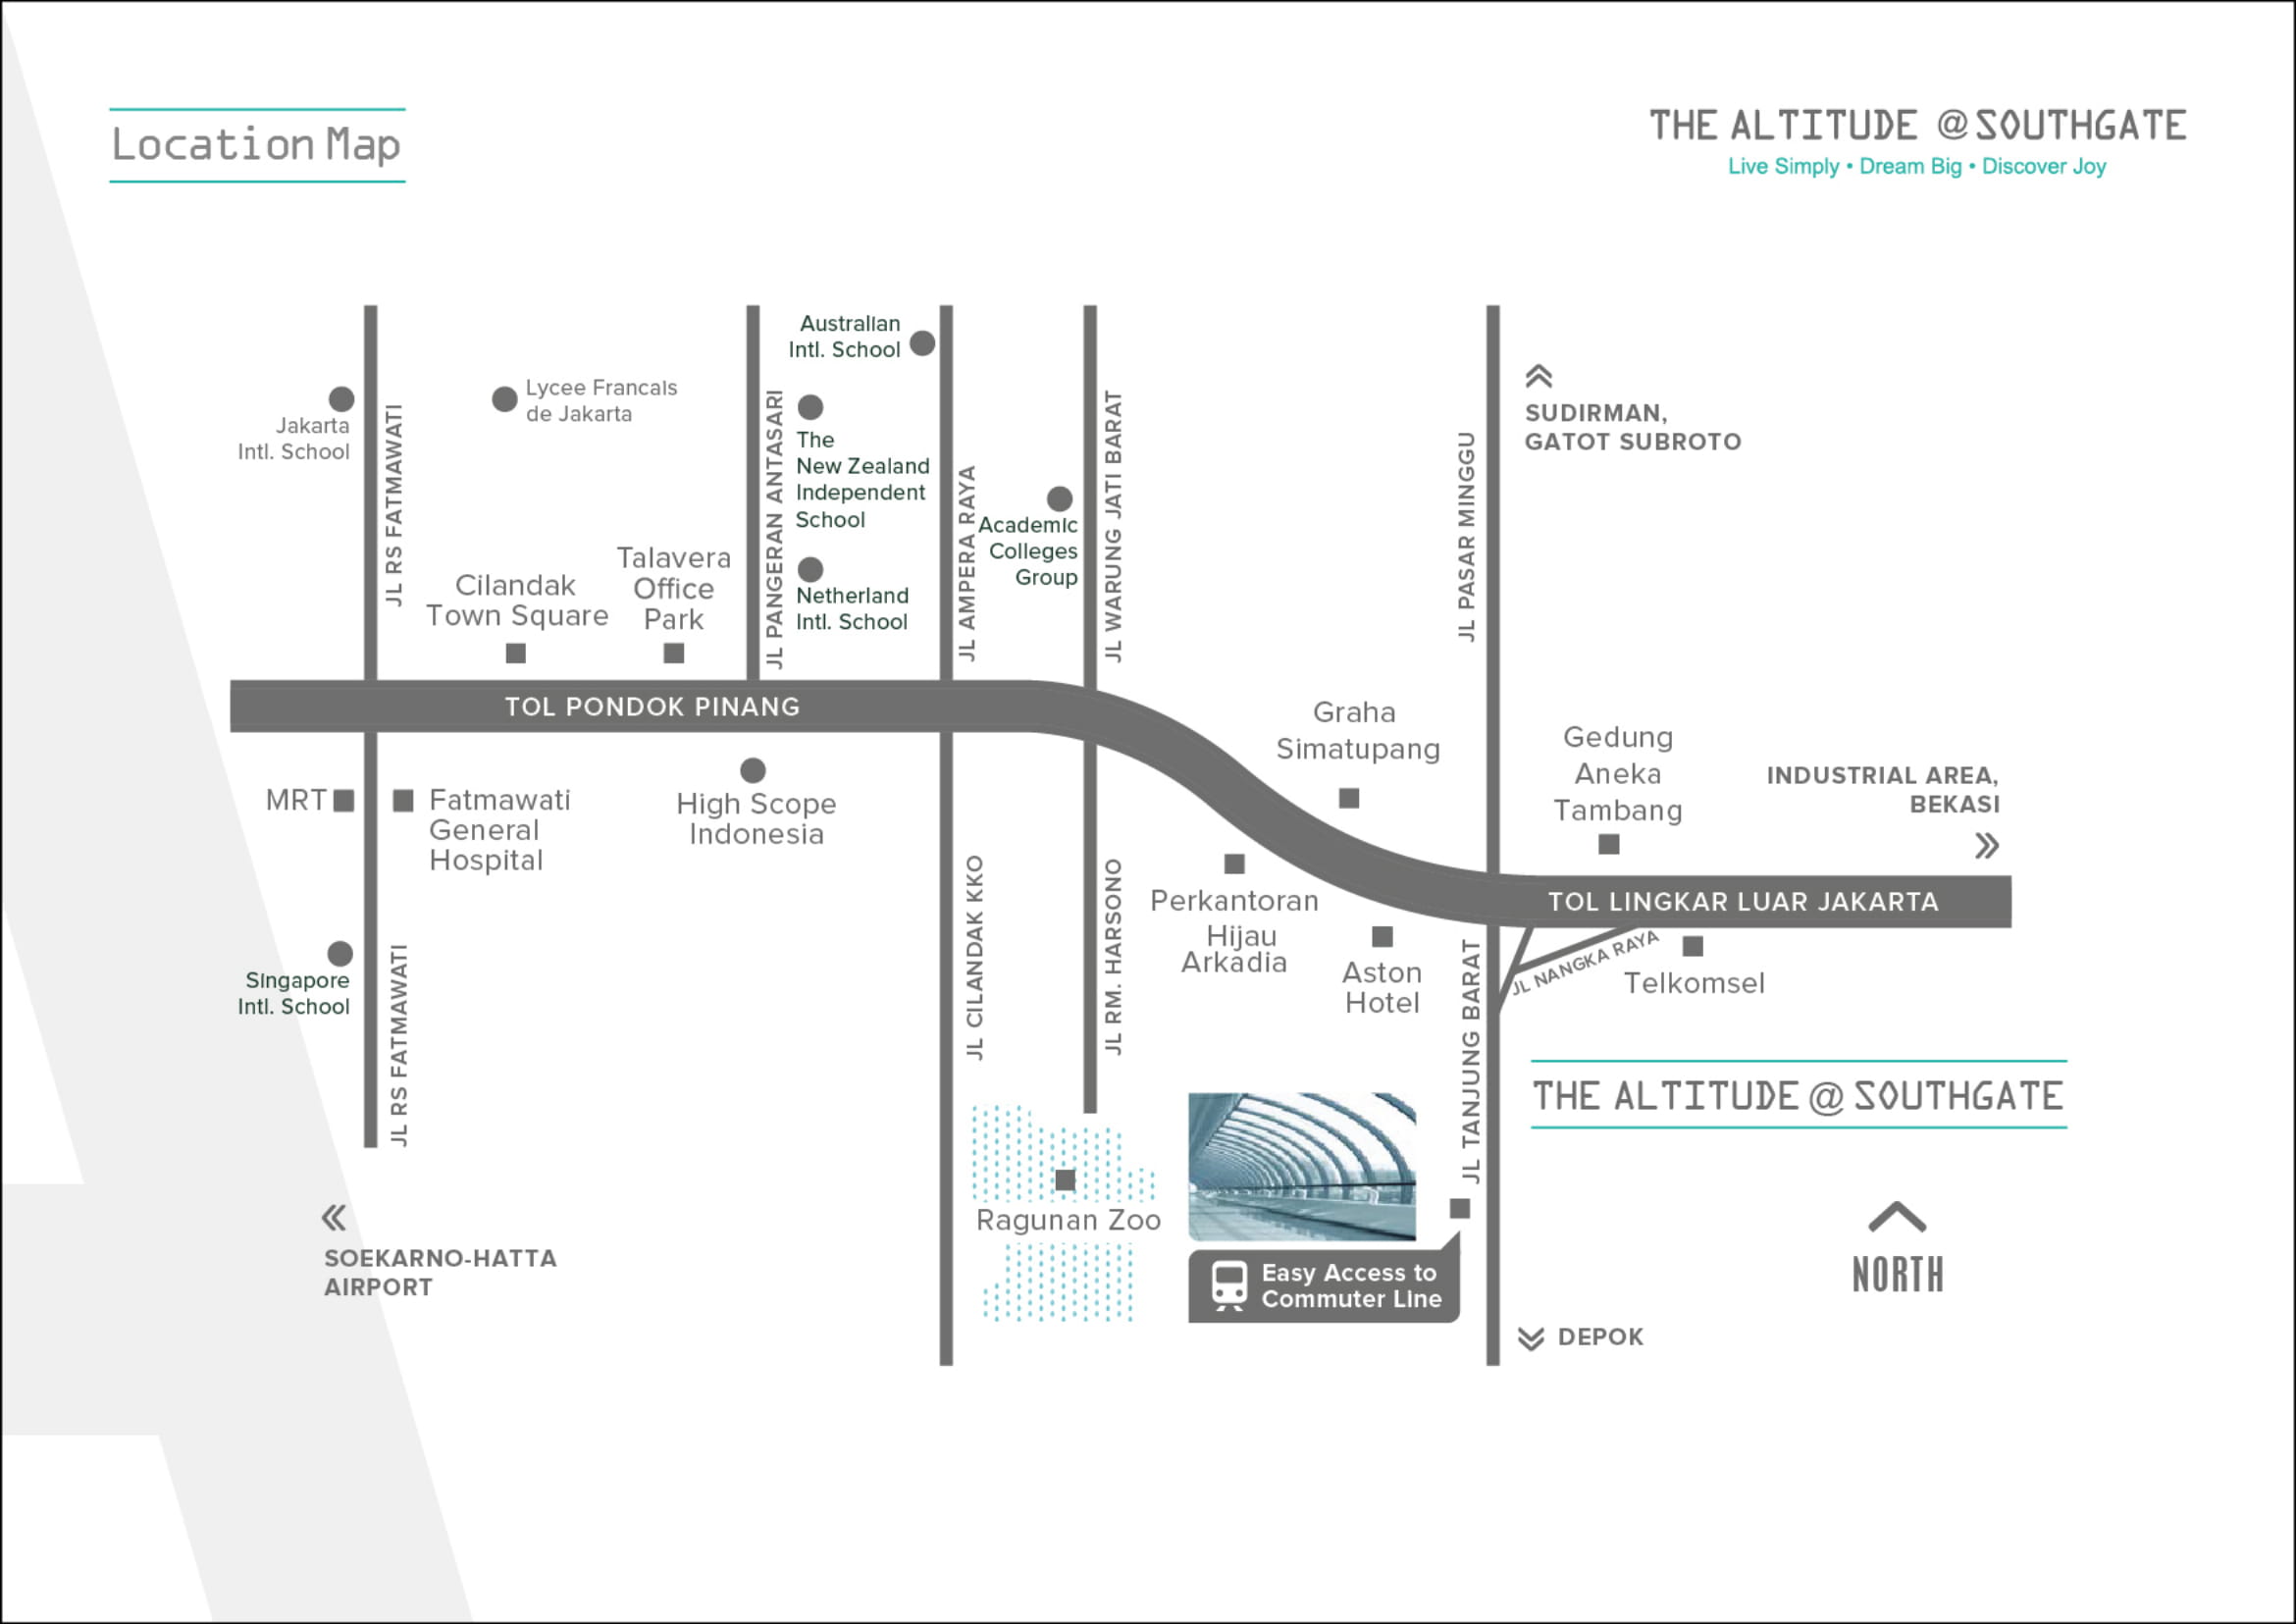 Location Map
THE ALTITUDE @ SOUTHGATE
Live Simply • Dream Big • Discover Joy
Australian
Intl. School
Jakarta
Intl. School
JL RS FATMAWATI
Lycee Francais
de Jakarta
JL PANGERAN ANTASARI
The
New Zealand
Independent
School
Netherland
Intl. School
JL AMPERA RAYA
Academic
Colleges
Group
JL WARUNG JATI BARAT
JL PASAR MINGGU
SUDIRMAN,
GATOT SUBROTO
Cilandak
Town Square
Talavera
Office
Park
TOL PONDOK PINANG
Graha
Simatupang
Gedung
Aneka
Tambang
INDUSTRIAL AREA,
BEKASI
MRT
Fatmawati
General
Hospital
High Scope
Indonesia
JL CILANDAK KKO
JL RM. HARSONO
Perkantoran
Hijau
Arkadia
Aston
Hotel
TOL LINGKAR LUAR JAKARTA
JL NANGKA RAYA
Telkomsel
JL TANJUNG BARAT
Singapore
Intl. School
JL RS FATMAWATI
THE ALTITUDE @ SOUTHGATE
SOEKARNO-HATTA
AIRPORT
Ragunan Zoo
Easy Access to
Commuter Line
NORTH
DEPOK